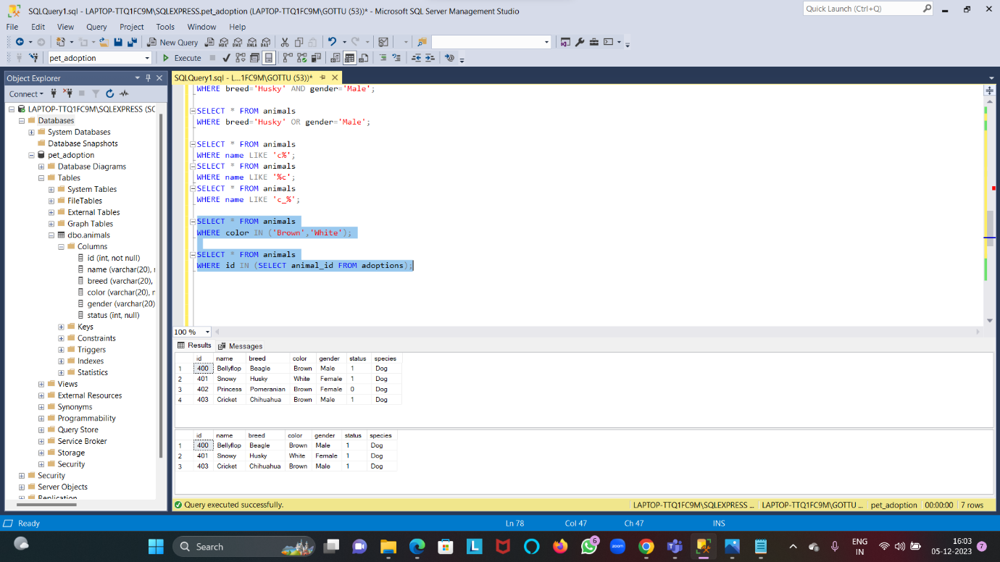 SQLQuery1.sql - LAPTOP-TTQ1FC9M\SQLEXPRESS.pet_adoption (LAPTOP-TTQ1FC9M\GOTTU (53))* - Microsoft SQL Server Management Studio
Quick Launch (Ctrl+Q)
File Edit View Query Project Tools Window Help
New Query
pet_adoption Execute
Object Explorer
Connect
LAPTOP-TTQ1FC9M\SQLEXPRESS (SC
Databases
System Databases
Database Snapshots
pet_adoption
Database Diagrams
Tables
System Tables
FileTables
External Tables
Graph Tables
dbo.animals
Columns
id (int, not null)
name (varchar(20), r
breed (varchar(20),
color (varchar(20), n
gender (varchar(20)
status (int, null)
Keys
Constraints
Triggers
Indexes
Statistics
Views
External Resources
Synonyms
Programmability
Query Store
Service Broker
Storage
Security
Security
Server Objects
Replication
SQLQuery1.sql - L...1FC9M\GOTTU (53))*
WHERE breed='Husky' AND gender='Male';
SELECT * FROM animals
WHERE breed='Husky' OR gender='Male';
SELECT * FROM animals
WHERE name LIKE 'c%';
SELECT * FROM animals
WHERE name LIKE '%c';
SELECT * FROM animals
WHERE name LIKE 'c_%';
SELECT * FROM animals
WHERE color IN ('Brown','White');
SELECT * FROM animals
WHERE id IN (SELECT animal_id FROM adoptions);
100 %
Results Messages
id name breed color gender status species
1 400 Bellyflop Beagle Brown Male 1 Dog
2 401 Snowy Husky White Female 1 Dog
3 402 Princess Pomeranian Brown Female 0 Dog
4 403 Cricket Chihuahua Brown Male 1 Dog
id name breed color gender status species
1 400 Bellyflop Beagle Brown Male 1 Dog
2 401 Snowy Husky White Female 1 Dog
3 403 Cricket Chihuahua Brown Male 1 Dog
Query executed successfully. LAPTOP-TTQ1FC9M\SQLEXPRESS ... LAPTOP-TTQ1FC9M\GOTTU ... pet_adoption 00:00:00 7 rows
Ready Ln 78 Col 47 Ch 47 INS
Search
zoom
6
ENG
IN
16:03
05-12-2023
7